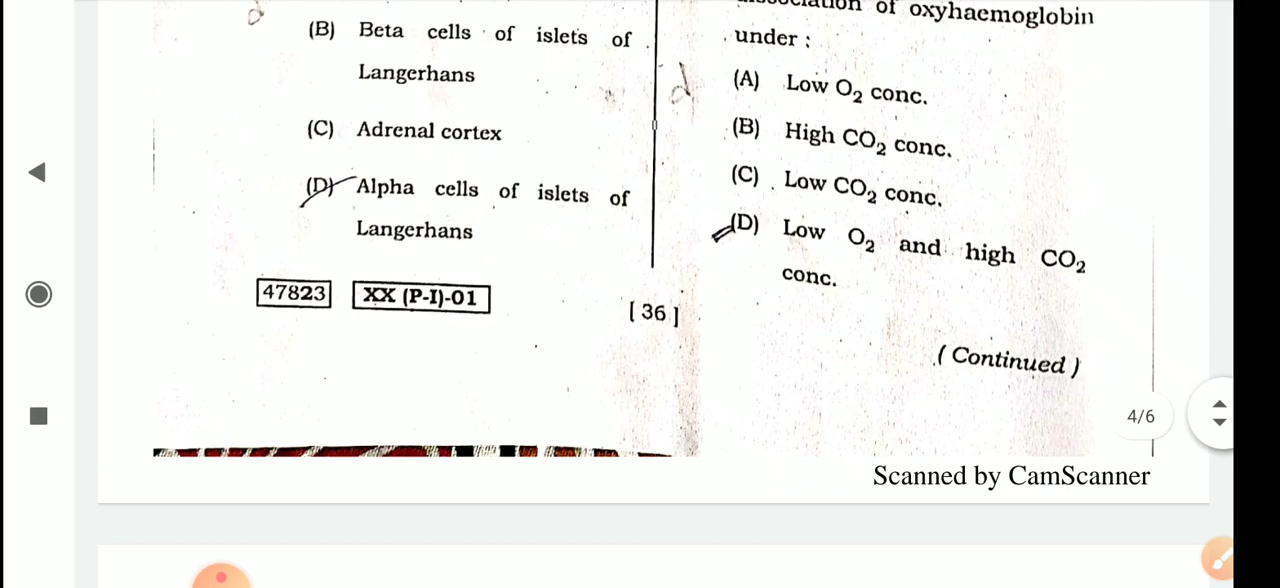 (B) Beta cells of islets of
Langerhans
(C) Adrenal cortex
(D) Alpha cells of islets of
Langerhans
47823 XX (P-I)-01
[ 36 ]
of oxyhaemoglobin
under :
d
(A) Low O₂ conc.
(B) High CO₂ conc.
(C) Low CO₂ conc.
(D) Low O₂ and high CO₂
conc.
( Continued )
4/6
Scanned by CamScanner